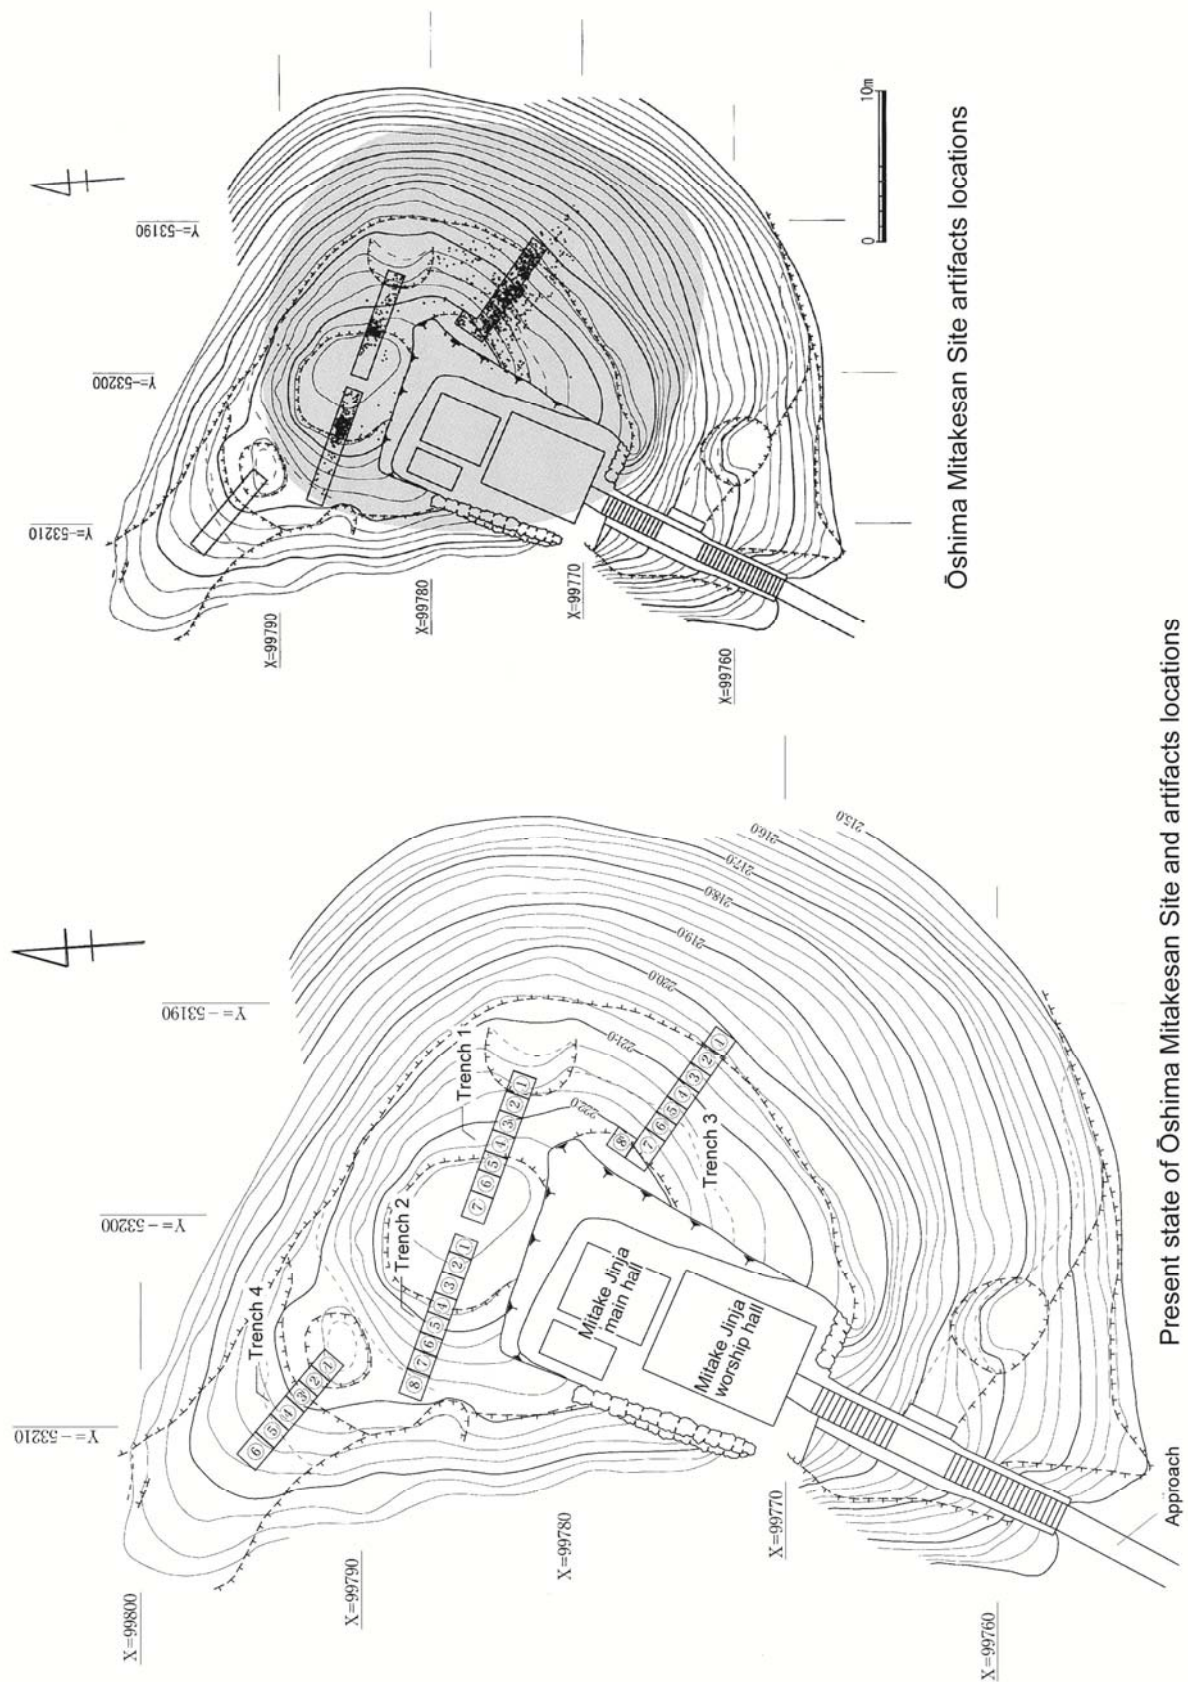 Y=-53190
Y=-53200
Y=-53210
X=99790
X=99780
X=99770
X=99760
0
10m
Ōshima Mitakesan Site artifacts locations
Y=-53190
Y=-53200
Y=-53210
X=99800
X=99790
X=99780
X=99770
X=99760
Trench 1
① ② ③ ④ ⑤ ⑥ ⑦
Trench 2
① ② ③ ④ ⑤ ⑥ ⑦ ⑧
Trench 3
① ② ③ ④ ⑤ ⑥ ⑦ ⑧
Trench 4
① ② ③ ④ ⑤ ⑥
222.0
221.0
220.0
219.0
218.0
217.0
216.0
215.0
Mitake Jinja
main hall
Mitake Jinja
worship hall
Approach
Present state of Ōshima Mitakesan Site and artifacts locations